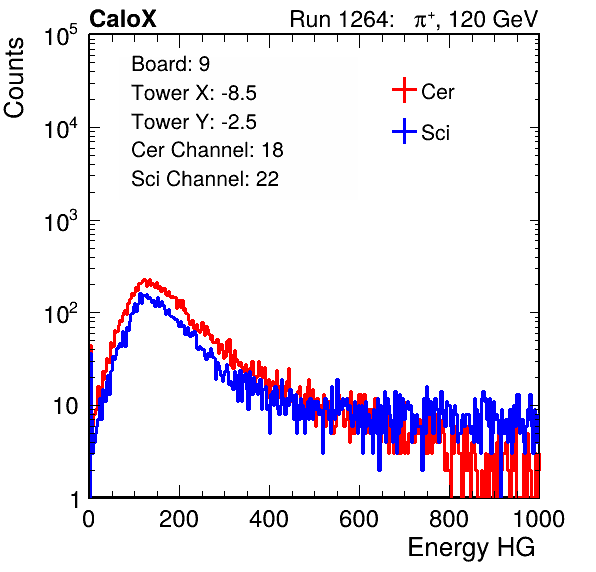 CaloX Run 1264: π⁺, 120 GeV
Counts
Board: 9
Tower X: -8.5
Tower Y: -2.5
Cer Channel: 18
Sci Channel: 22
Cer
Sci
10⁵
10⁴
10³
10²
10
1
0 200 400 600 800 1000
Energy HG